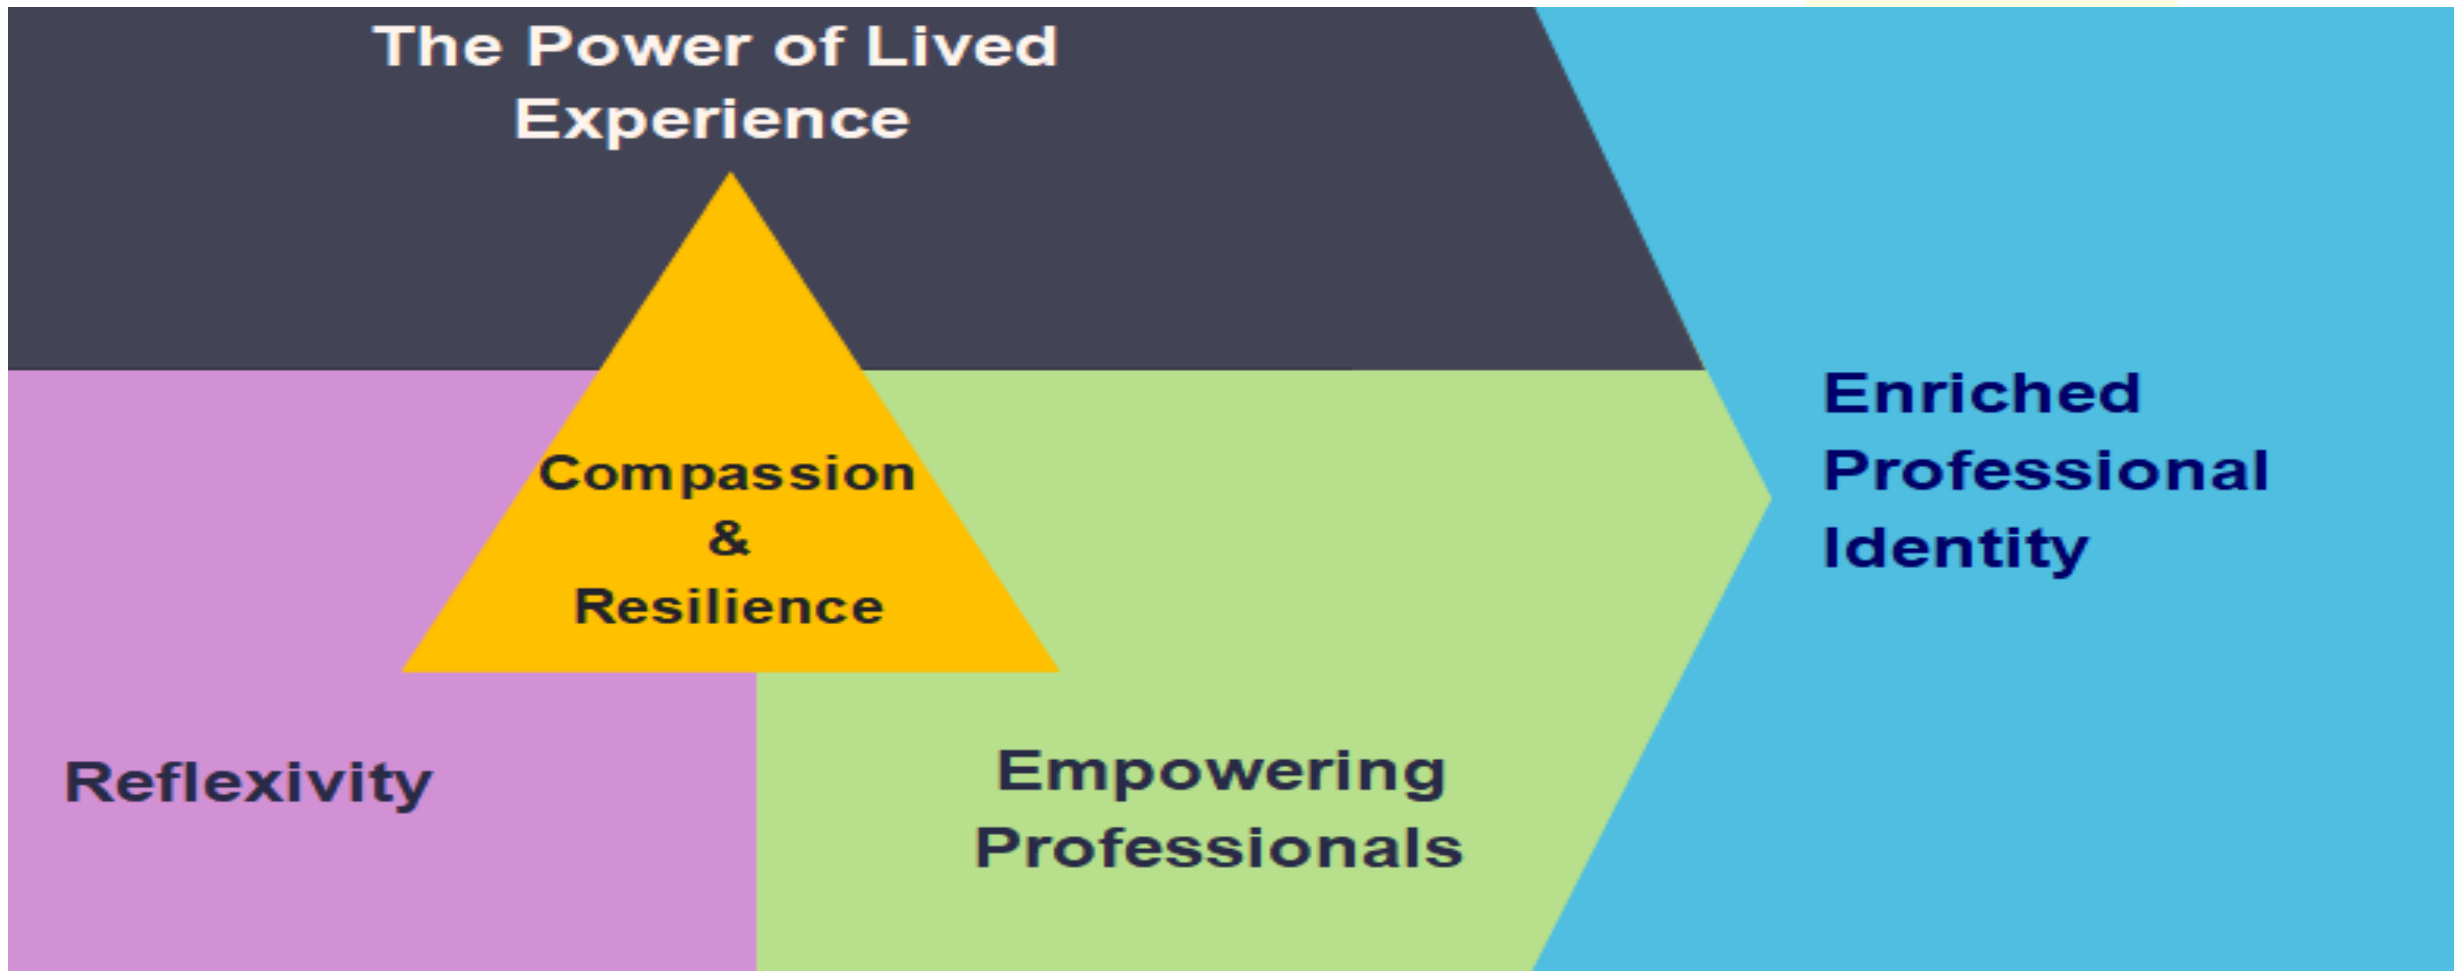 The Power of Lived
Experience
Compassion
&
Resilience
Reflexivity
Empowering
Professionals
Enriched
Professional
Identity